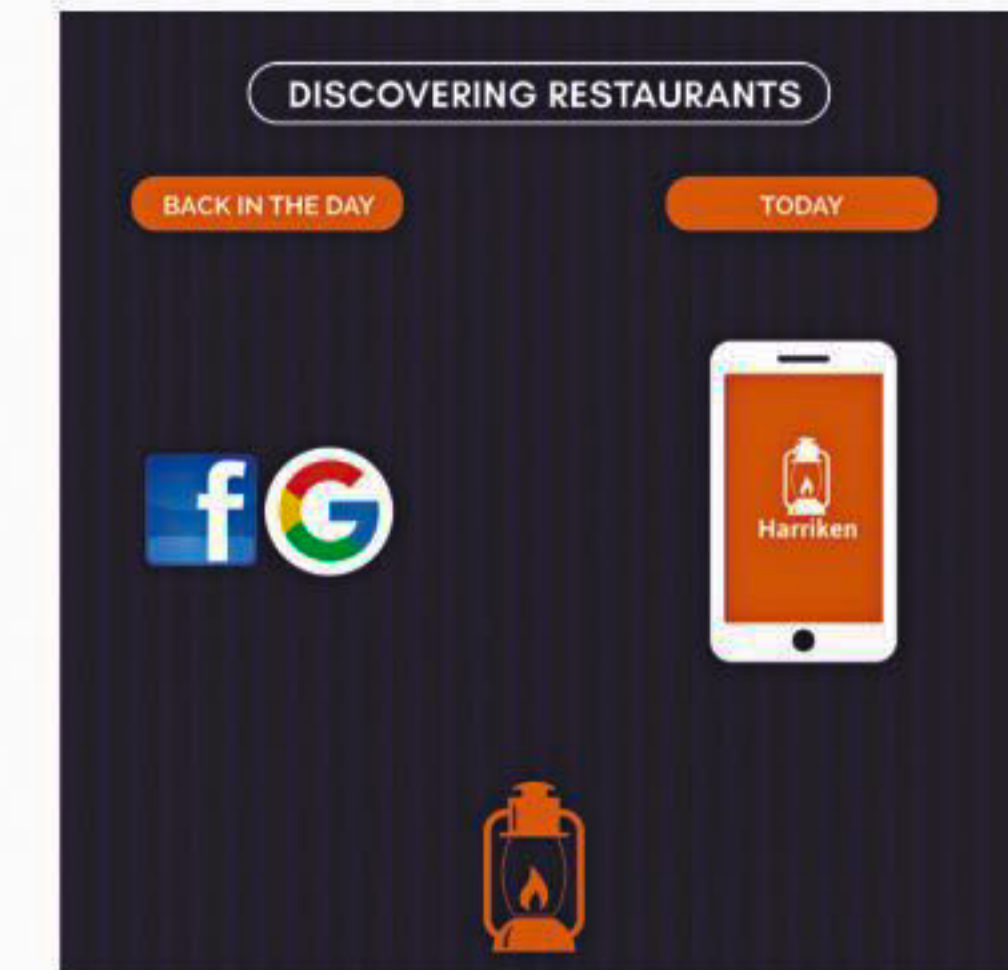 DISCOVERING RESTAURANTS
BACK IN THE DAY
TODAY
f
G
Harriken